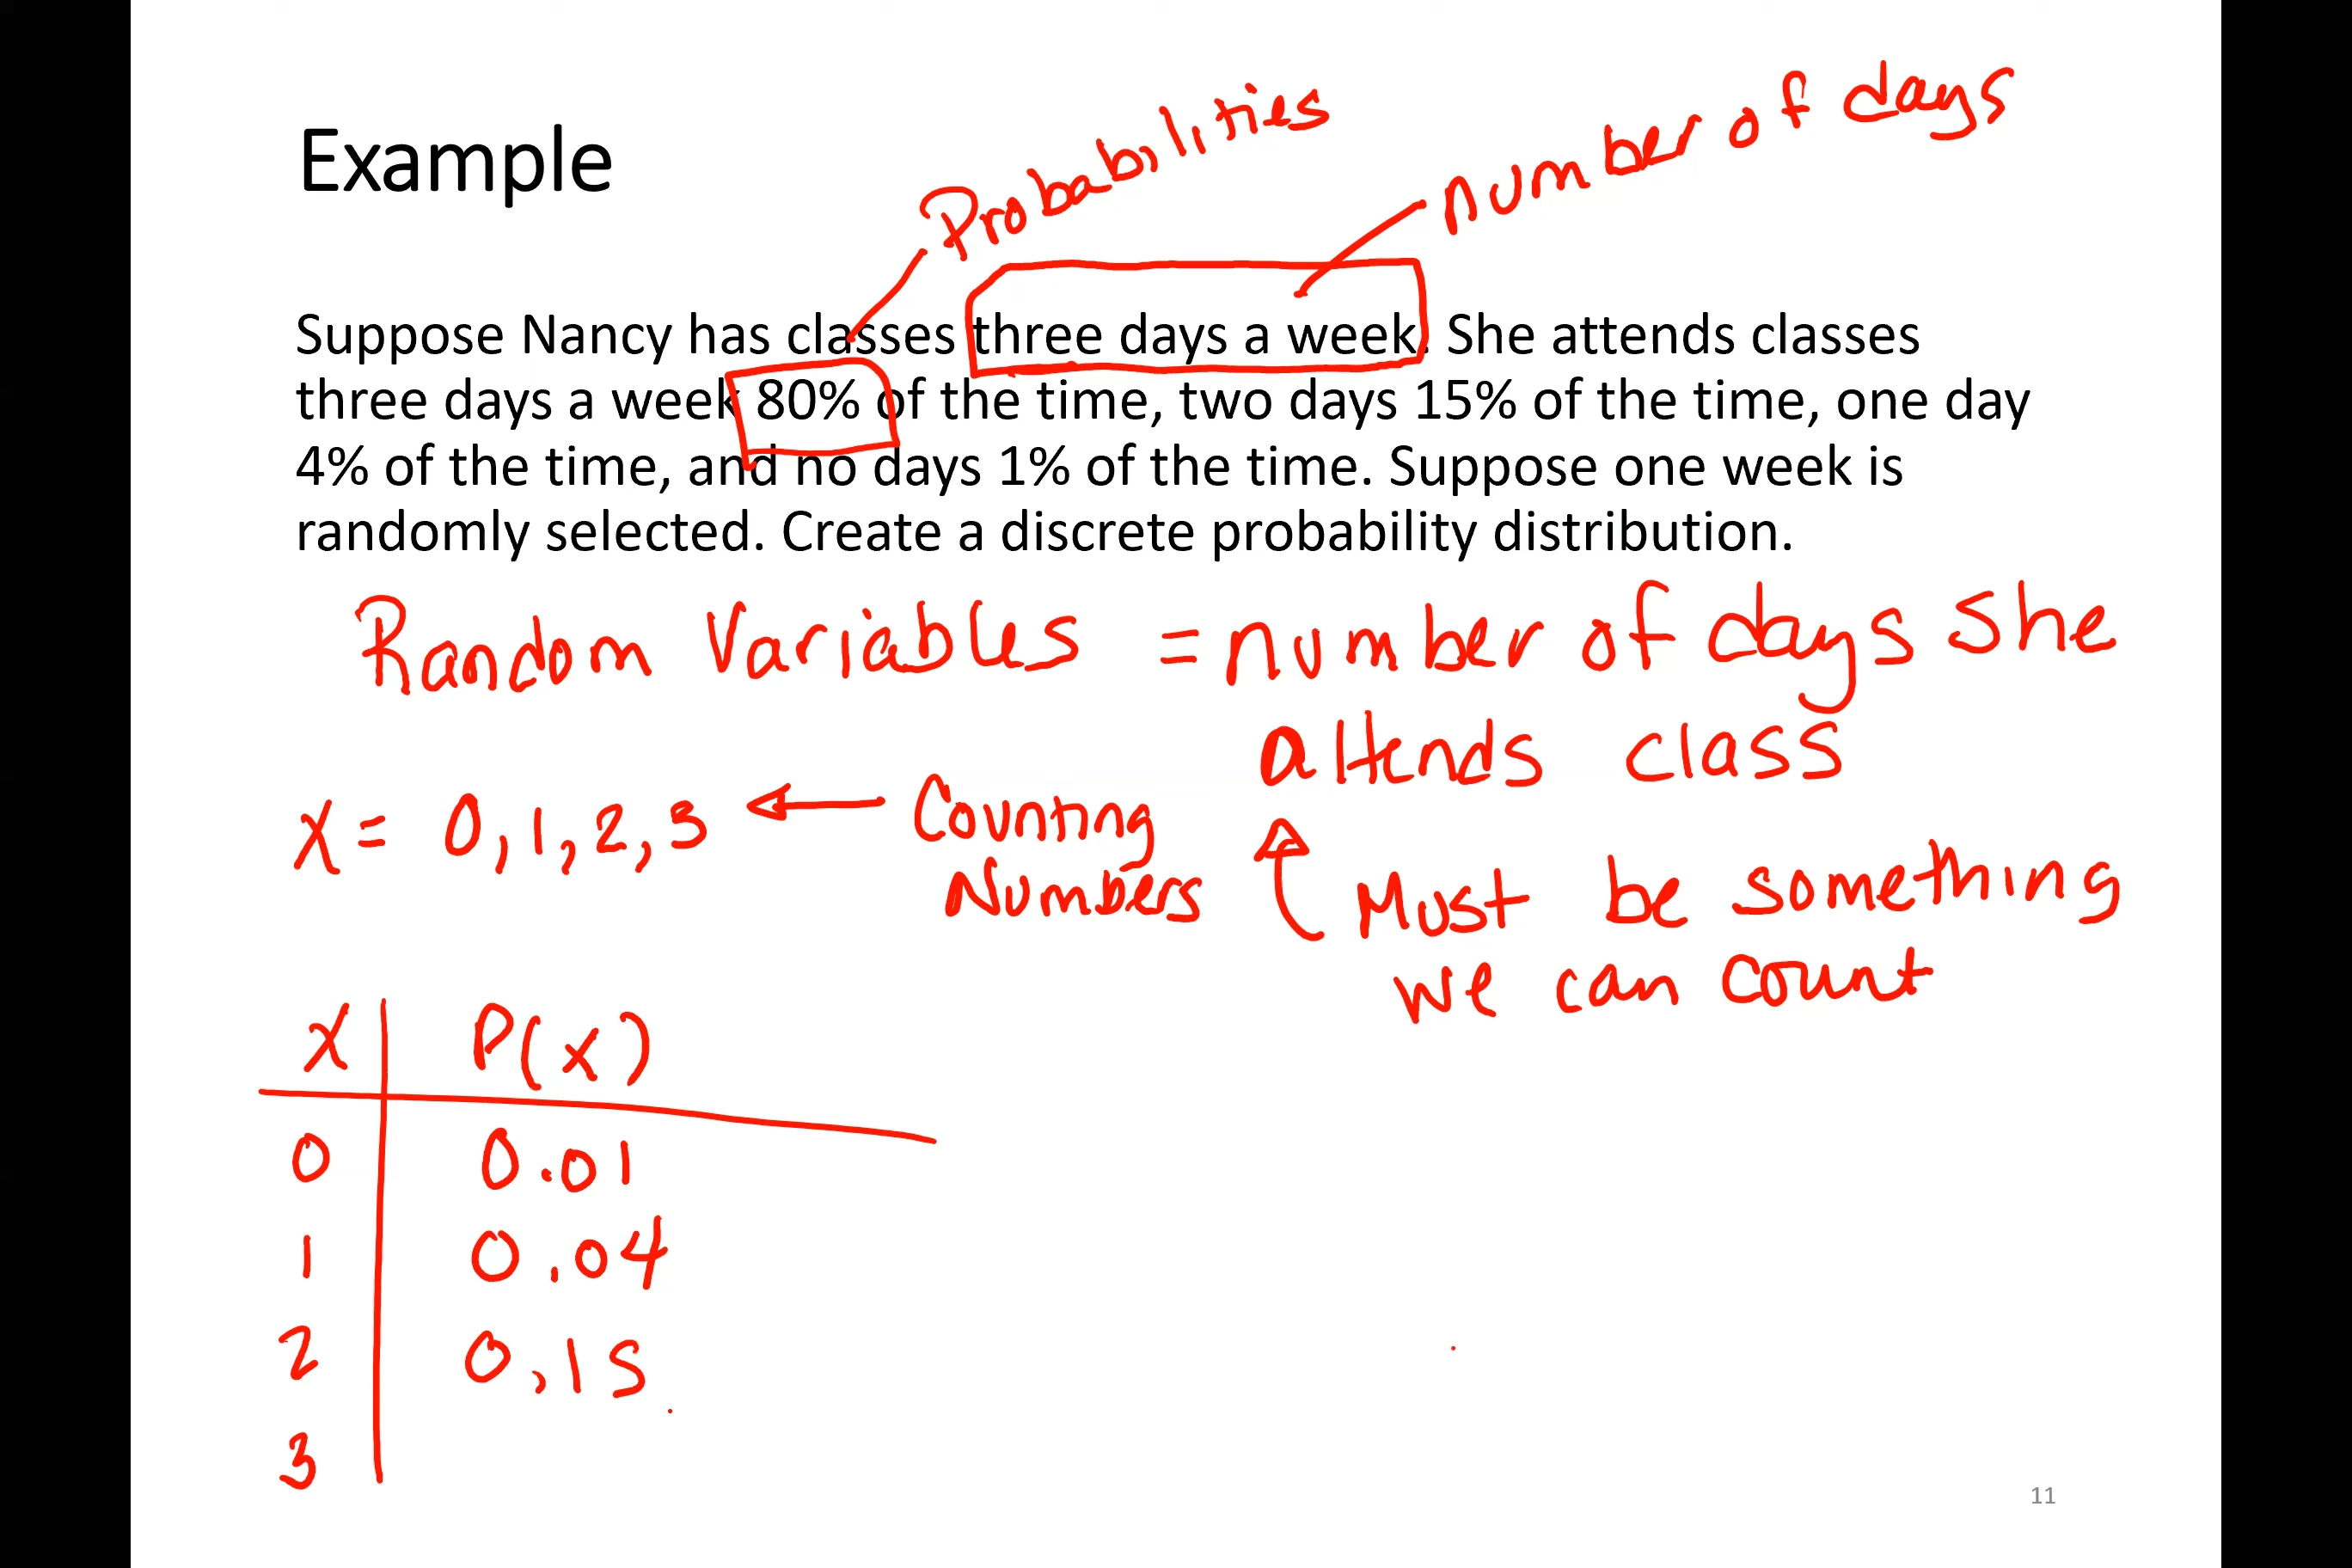 Example
Probabilities
number of days
Suppose Nancy has classes three days a week. She attends classes
three days a week 80% of the time, two days 15% of the time, one day
4% of the time, and no days 1% of the time. Suppose one week is
randomly selected. Create a discrete probability distribution.
Random Variables = number of days she
attends class
X = 0, 1, 2, 3 ← Counting
Numbers
Must be something
we can count
X P(x)
0 0.01
1 0.04
2 0.15
3
11